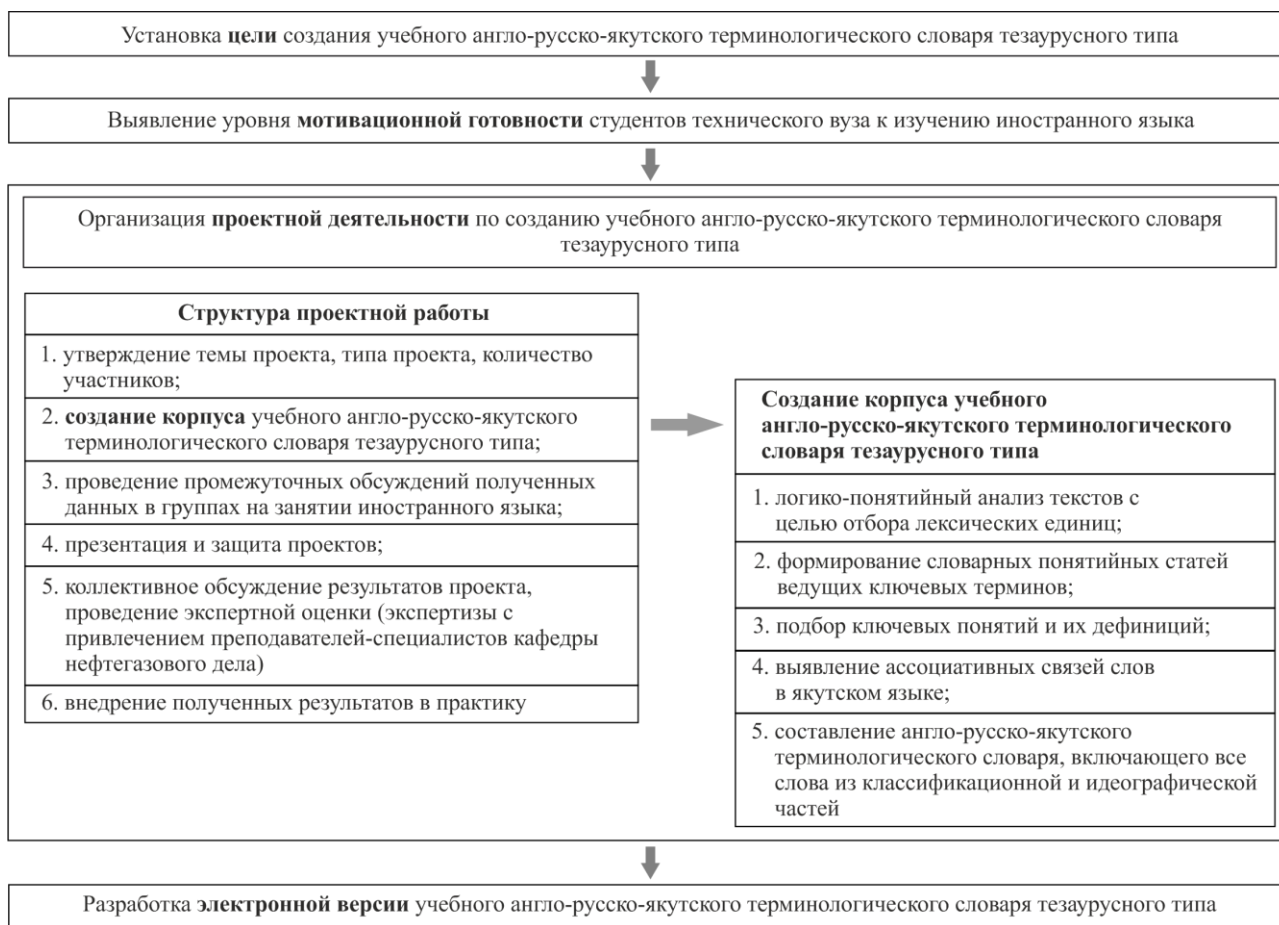 Установка цели создания учебного англо-русско-якутского терминологического словаря тезаурусного типа
Выявление уровня мотивационной готовности студентов технического вуза к изучению иностранного языка
Организация проектной деятельности по созданию учебного англо-русско-якутского терминологического словаря
тезаурусного типа
Структура проектной работы
1. утверждение темы проекта, типа проекта, количество
участников;
2. создание корпуса учебного англо-русско-якутского
терминологического словаря тезаурусного типа;
3. проведение промежуточных обсуждений полученных
данных в группах на занятии иностранного языка;
4. презентация и защита проектов;
5. коллективное обсуждение результатов проекта,
проведение экспертной оценки (экспертизы с
привлечением преподавателей-специалистов кафедры
нефтегазового дела)
6. внедрение полученных результатов в практику
Создание корпуса учебного
англо-русско-якутского терминологического
словаря тезаурусного типа
1. логико-понятийный анализ текстов с
целью отбора лексических единиц;
2. формирование словарных понятийных статей
ведущих ключевых терминов;
3. подбор ключевых понятий и их дефиниций;
4. выявление ассоциативных связей слов
в якутском языке;
5. составление англо-русско-якутского
терминологического словаря, включающего все
слова из классификационной и идеографической
частей
Разработка электронной версии учебного англо-русско-якутского терминологического словаря тезаурусного типа